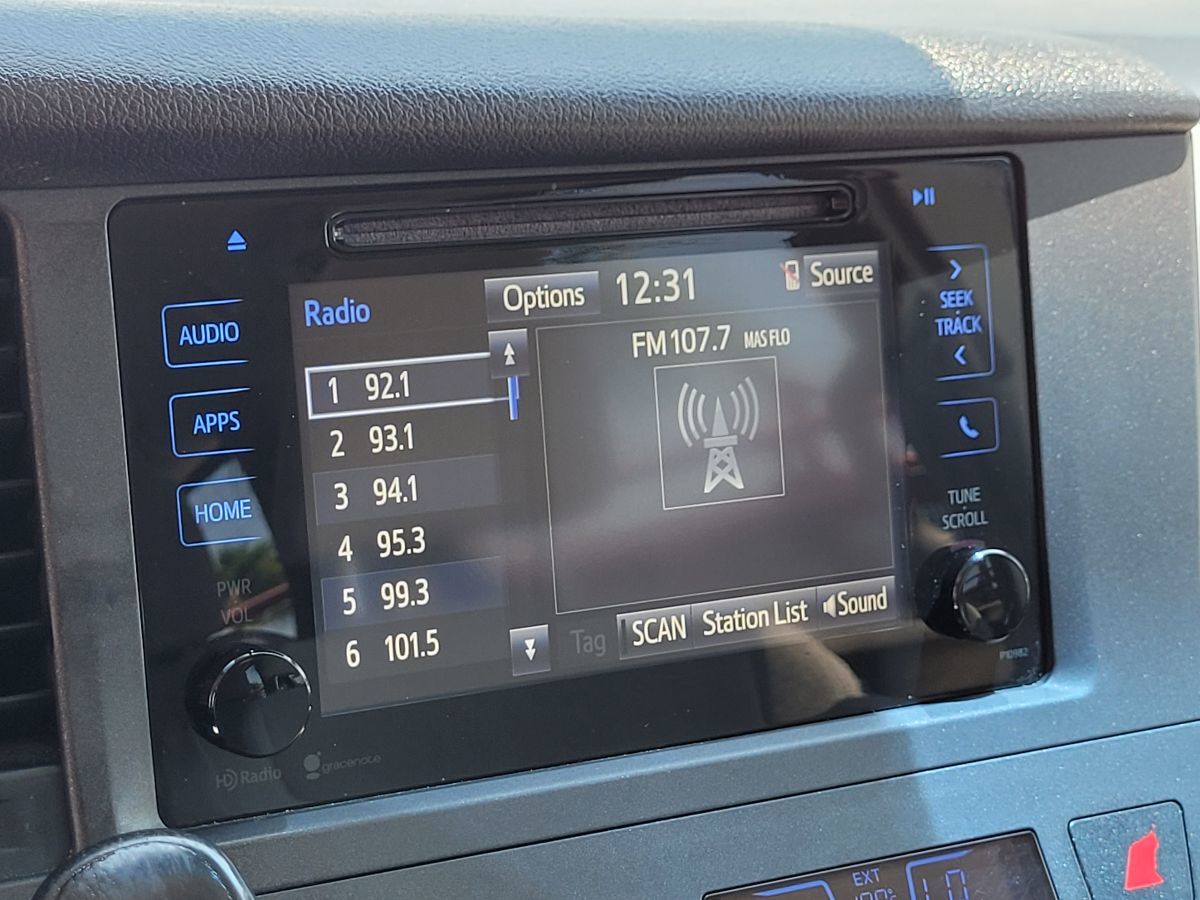 AUDIO
APPS
HOME
PWR
VOL
HD Radio
gracenote
Radio
Options
12:31
Source
1 92.1
2 93.1
3 94.1
4 95.3
5 99.3
6 101.5
FM 107.7 MAS FLO
Tag
SCAN
Station List
Sound
SEEK
TRACK
TUNE
SCROLL
P10982
EXT